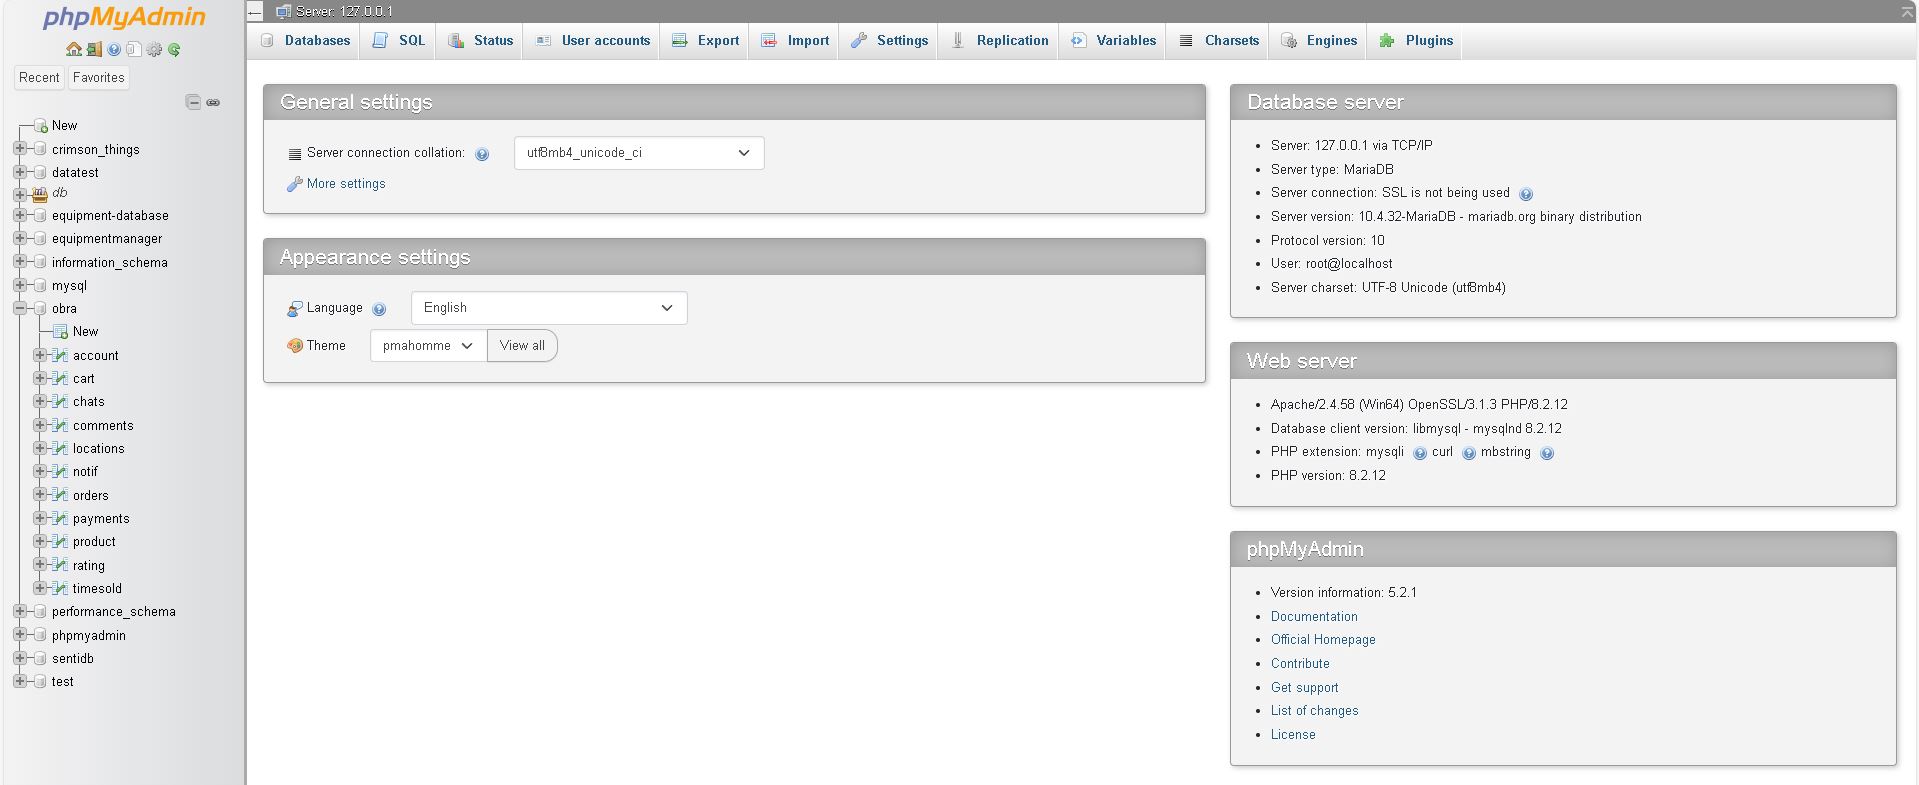 phpMyAdmin
Recent Favorites
New
crimson_things
datatest
db
equipment-database
equipmentmanager
information_schema
mysql
obra
New
account
cart
chats
comments
locations
notif
orders
payments
product
rating
timesold
performance_schema
phpmyadmin
sentidb
test
Server: 127.0.0.1
Databases SQL Status User accounts Export Import Settings Replication Variables Charsets Engines Plugins
General settings
Server connection collation: utf8mb4_unicode_ci
More settings
Appearance settings
Language English
Theme pmahomme View all
Database server
Server: 127.0.0.1 via TCP/IP
Server type: MariaDB
Server connection: SSL is not being used
Server version: 10.4.32-MariaDB - mariadb.org binary distribution
Protocol version: 10
User: root@localhost
Server charset: UTF-8 Unicode (utf8mb4)
Web server
Apache/2.4.58 (Win64) OpenSSL/3.1.3 PHP/8.2.12
Database client version: libmysql - mysqlnd 8.2.12
PHP extension: mysqli curl mbstring
PHP version: 8.2.12
phpMyAdmin
Version information: 5.2.1
Documentation
Official Homepage
Contribute
Get support
List of changes
License